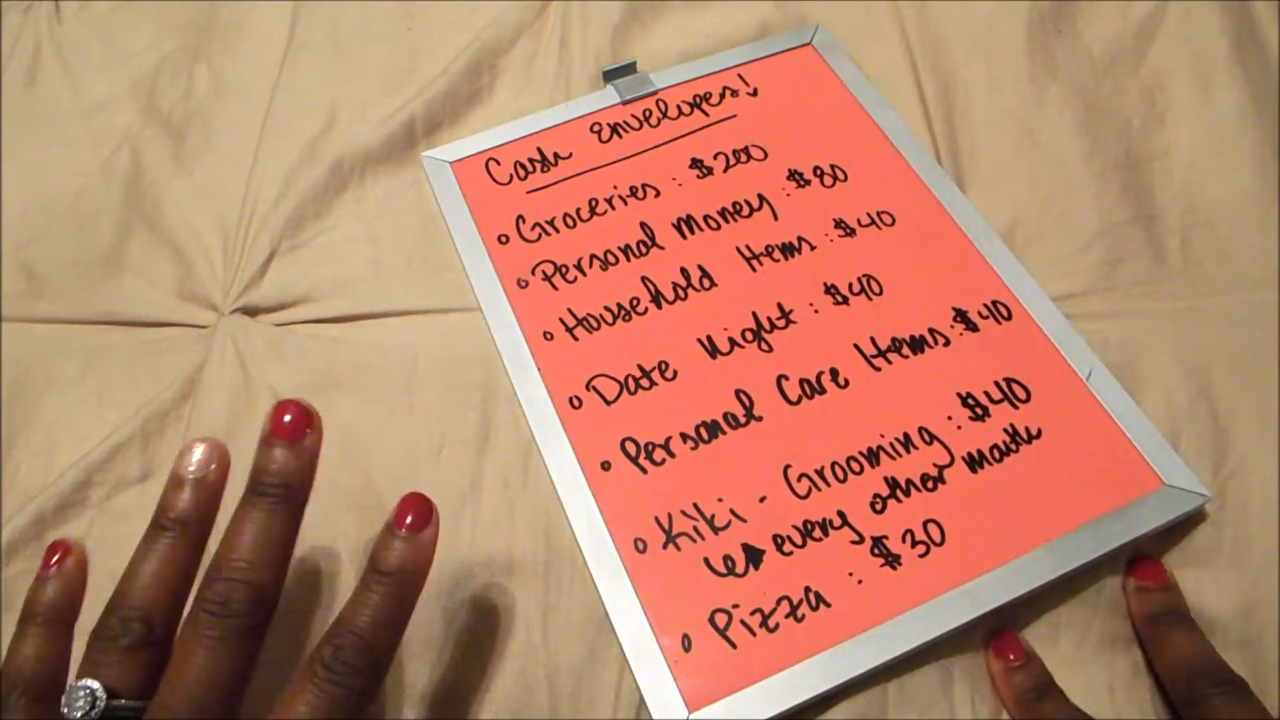 Cash Envelopes!
• Groceries: $200
• Personal Money: $80
• Household Items: $40
• Date Night: $40
• Personal Care Items: $40
• Kiki - Grooming: $40
↳ every other month
• Pizza: $30